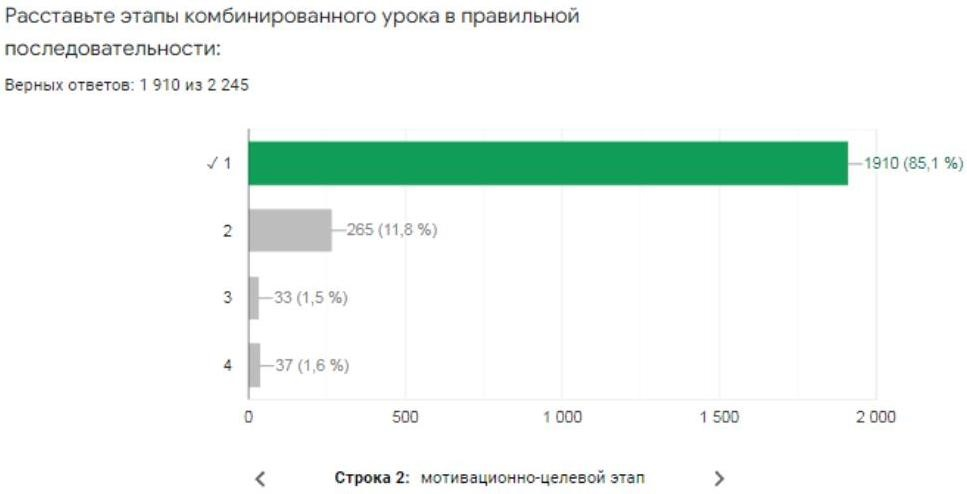 Расставьте этапы комбинированного урока в правильной
последовательности:
Верных ответов: 1 910 из 2 245
✓ 1
1910 (85,1 %)
2
265 (11,8 %)
3
33 (1,5 %)
4
37 (1,6 %)
0 500 1 000 1 500 2 000
Строка 2: мотивационно-целевой этап